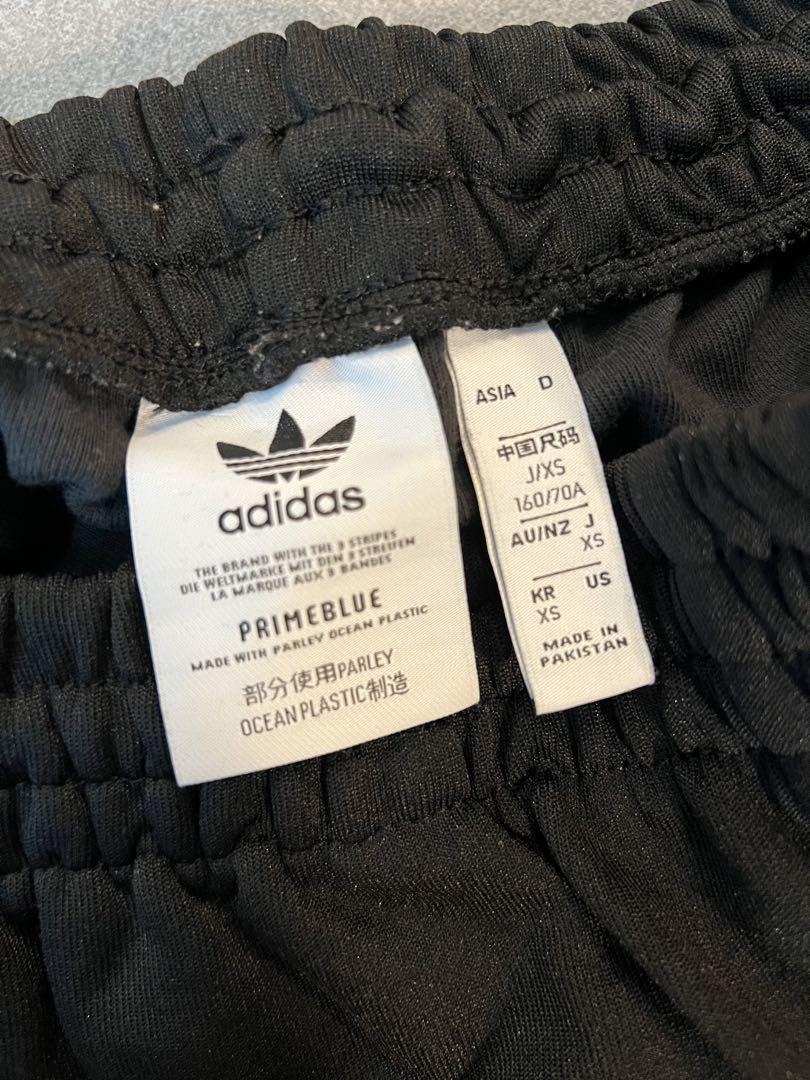 adidas
THE BRAND WITH THE 3 STRIPES
DIE WELTMARKE MIT DEN 3 STREIFEN
LA MARQUE AUX 3 BANDES
PRIMEBLUE
MADE WITH PARLEY OCEAN PLASTIC
部分使用PARLEY
OCEAN PLASTIC制造
ASIA D
中国尺码
J/XS
160/70A
AU/NZ J
XS
KR US
XS
MADE IN
PAKISTAN